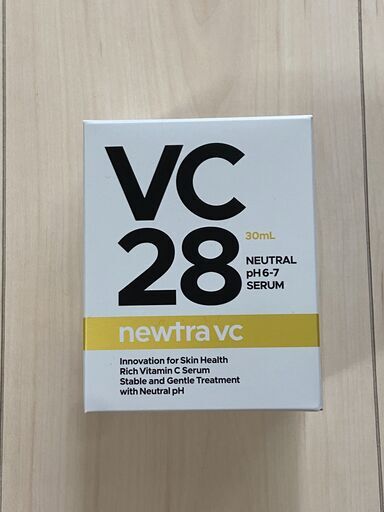 VC
28
30mL
NEUTRAL
pH 6-7
SERUM
newtra vc
Innovation for Skin Health
Rich Vitamin C Serum
Stable and Gentle Treatment
with Neutral pH